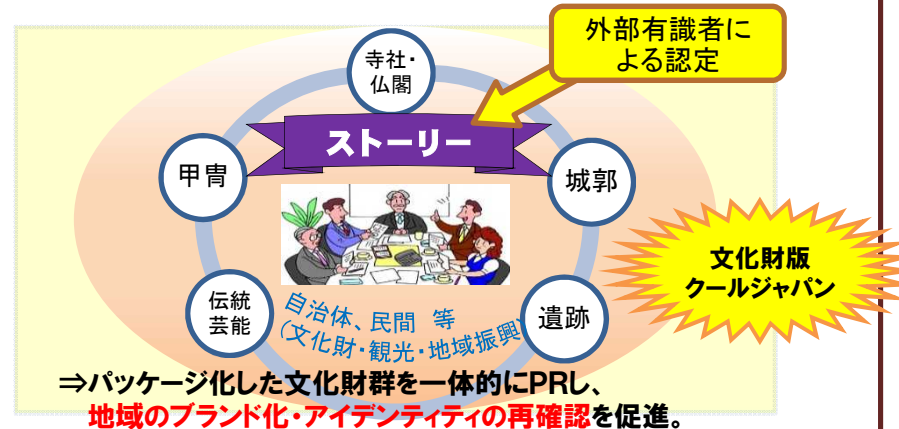 外部有識者に
よる認定
寺社・
仏閣
ストーリー
甲冑
城郭
文化財版
クールジャパン
伝統
芸能
自治体、民間 等
(文化財・観光・地域振興)
遺跡
⇒パッケージ化した文化財群を一体的にPRし、
地域のブランド化・アイデンティティの再確認を促進。